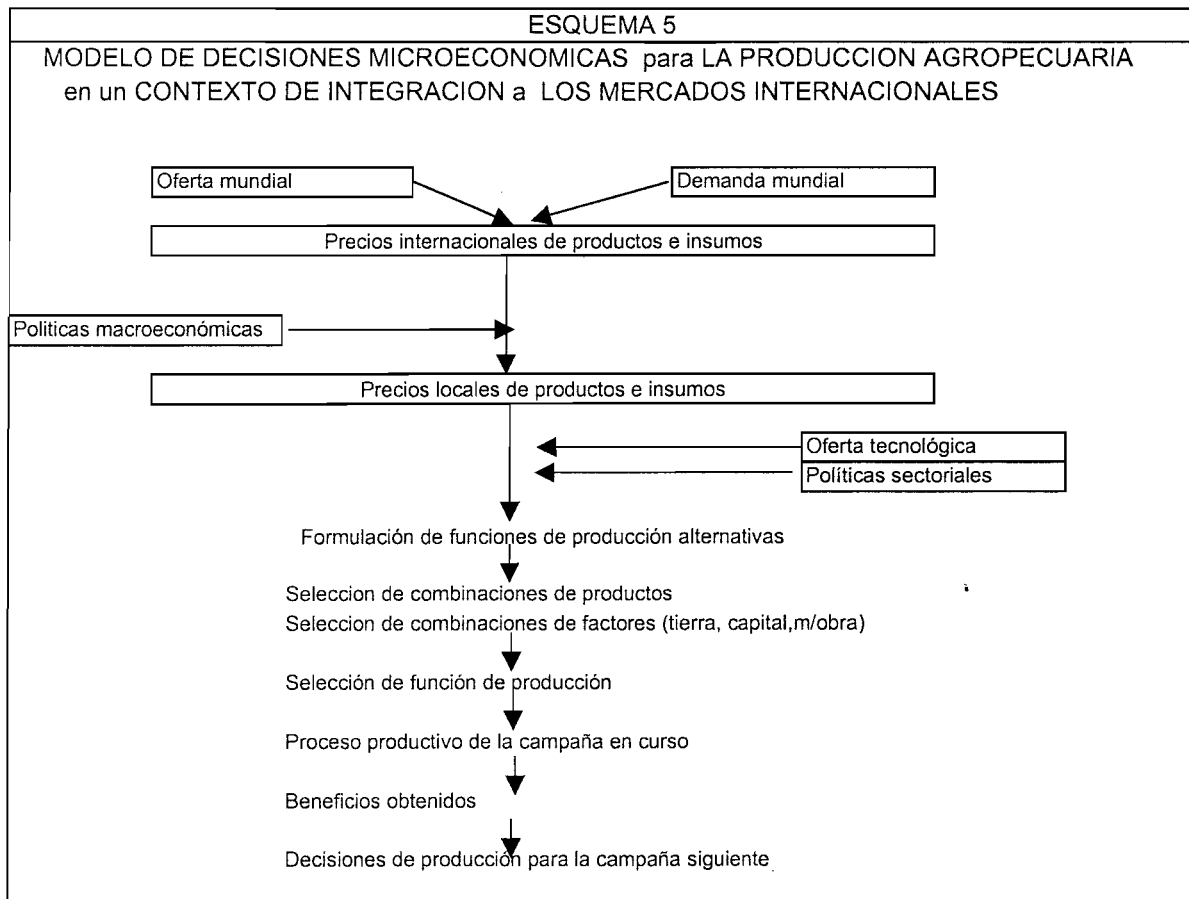 ESQUEMA 5
MODELO DE DECISIONES MICROECONOMICAS para LA PRODUCCION AGROPECUARIA
en un CONTEXTO DE INTEGRACION a LOS MERCADOS INTERNACIONALES
Oferta mundial
Demanda mundial
Precios internacionales de productos e insumos
Politicas macroeconómicas
Precios locales de productos e insumos
Oferta tecnológica
Políticas sectoriales
Formulación de funciones de producción alternativas
Seleccion de combinaciones de productos
Seleccion de combinaciones de factores (tierra, capital,m/obra)
Selección de función de producción
Proceso productivo de la campaña en curso
Beneficios obtenidos
Decisiones de producción para la campaña siguiente